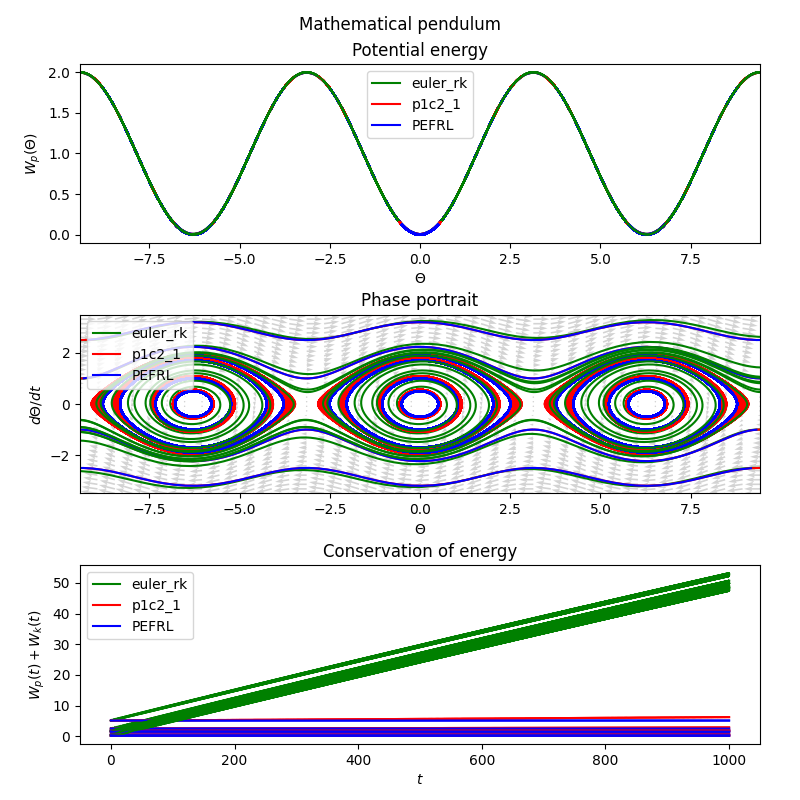 Mathematical pendulum
Potential energy
W_p(Θ)
2.0
1.5
1.0
0.5
0.0
euler_rk
p1c2_1
PEFRL
−7.5 −5.0 −2.5 0.0 2.5 5.0 7.5
Θ
Phase portrait
dΘ/dt
2
0
−2
euler_rk
p1c2_1
PEFRL
−7.5 −5.0 −2.5 0.0 2.5 5.0 7.5
Θ
Conservation of energy
W_p(t) + W_k(t)
50
40
30
20
10
0
euler_rk
p1c2_1
PEFRL
0 200 400 600 800 1000
t